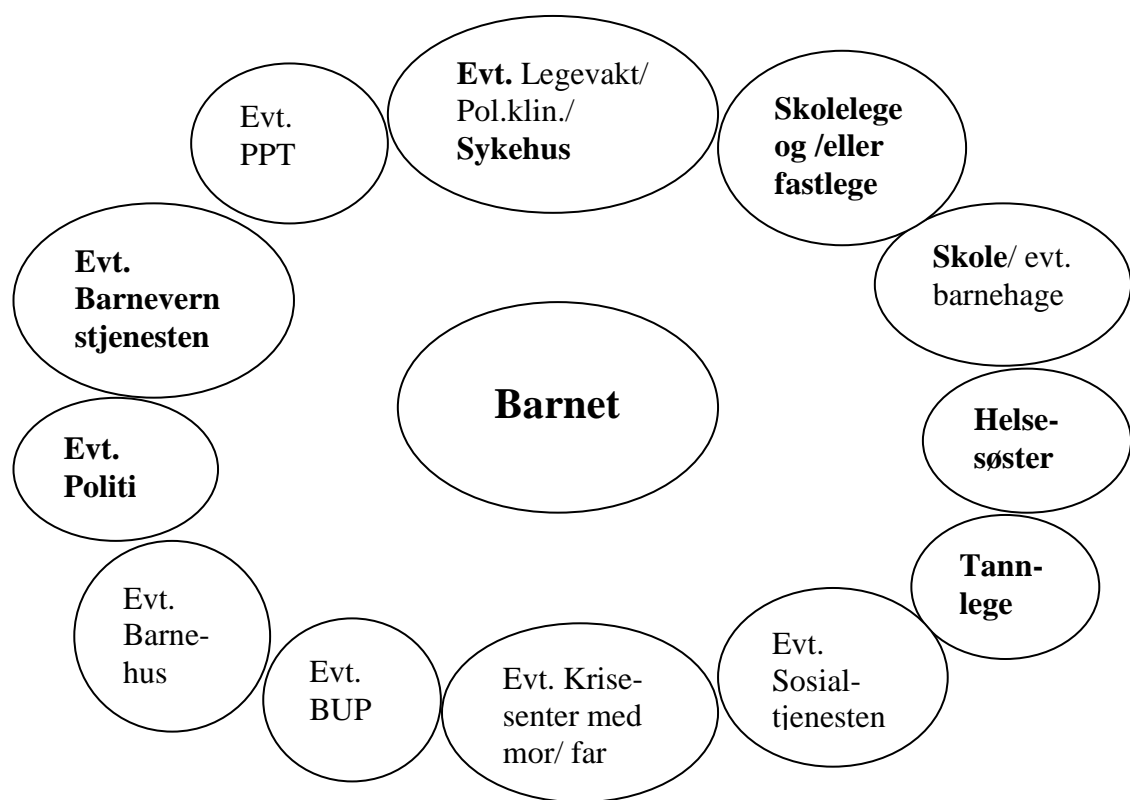 Evt.
PPT
Evt. Legevakt/
Pol.klin./
Sykehus
Skolelege
og /eller
fastlege
Evt.
Barnevern
stjenesten
Skole/ evt.
barnehage
Barnet
Helse-
søster
Evt.
Politi
Tann-
lege
Evt.
Barne-
hus
Evt.
BUP
Evt. Krise-
senter med
mor/ far
Evt.
Sosial-
tjenesten